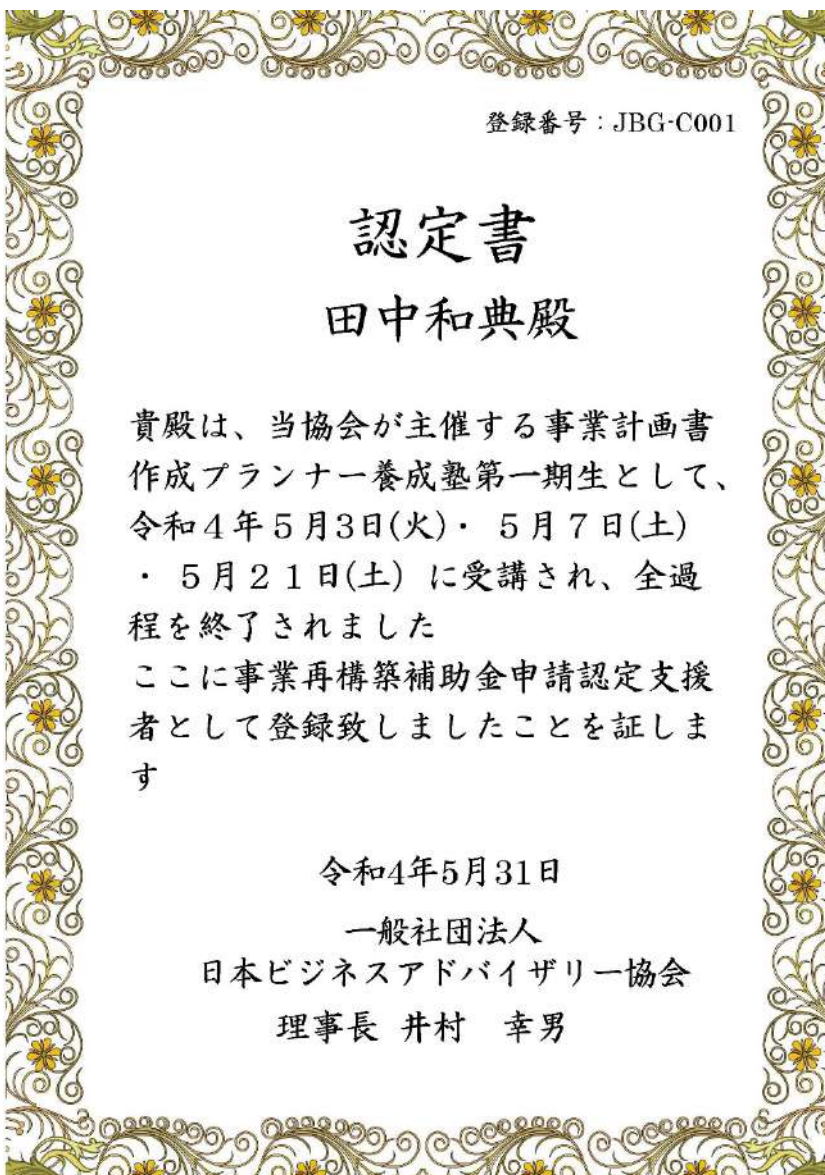 登録番号：JBG-C001
認定書
田中和典殿
貴殿は、当協会が主催する事業計画書
作成プランナー養成塾第一期生として、
令和４年５月3日(火)・ ５月７日(土)
・ ５月２１日(土) に受講され、全過
程を終了されました
ここに事業再構築補助金申請認定支援
者として登録致しましたことを証しま
す
令和4年5月31日
一般社団法人
日本ビジネスアドバイザリー協会
理事長 井村　幸男